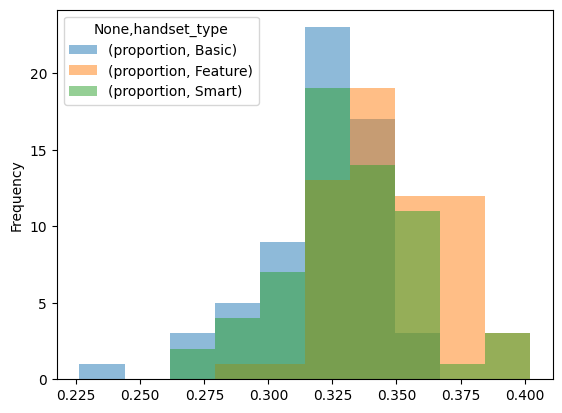 None,handset_type
(proportion, Basic)
(proportion, Feature)
(proportion, Smart)
Frequency
20
15
10
5
0
0.225 0.250 0.275 0.300 0.325 0.350 0.375 0.400